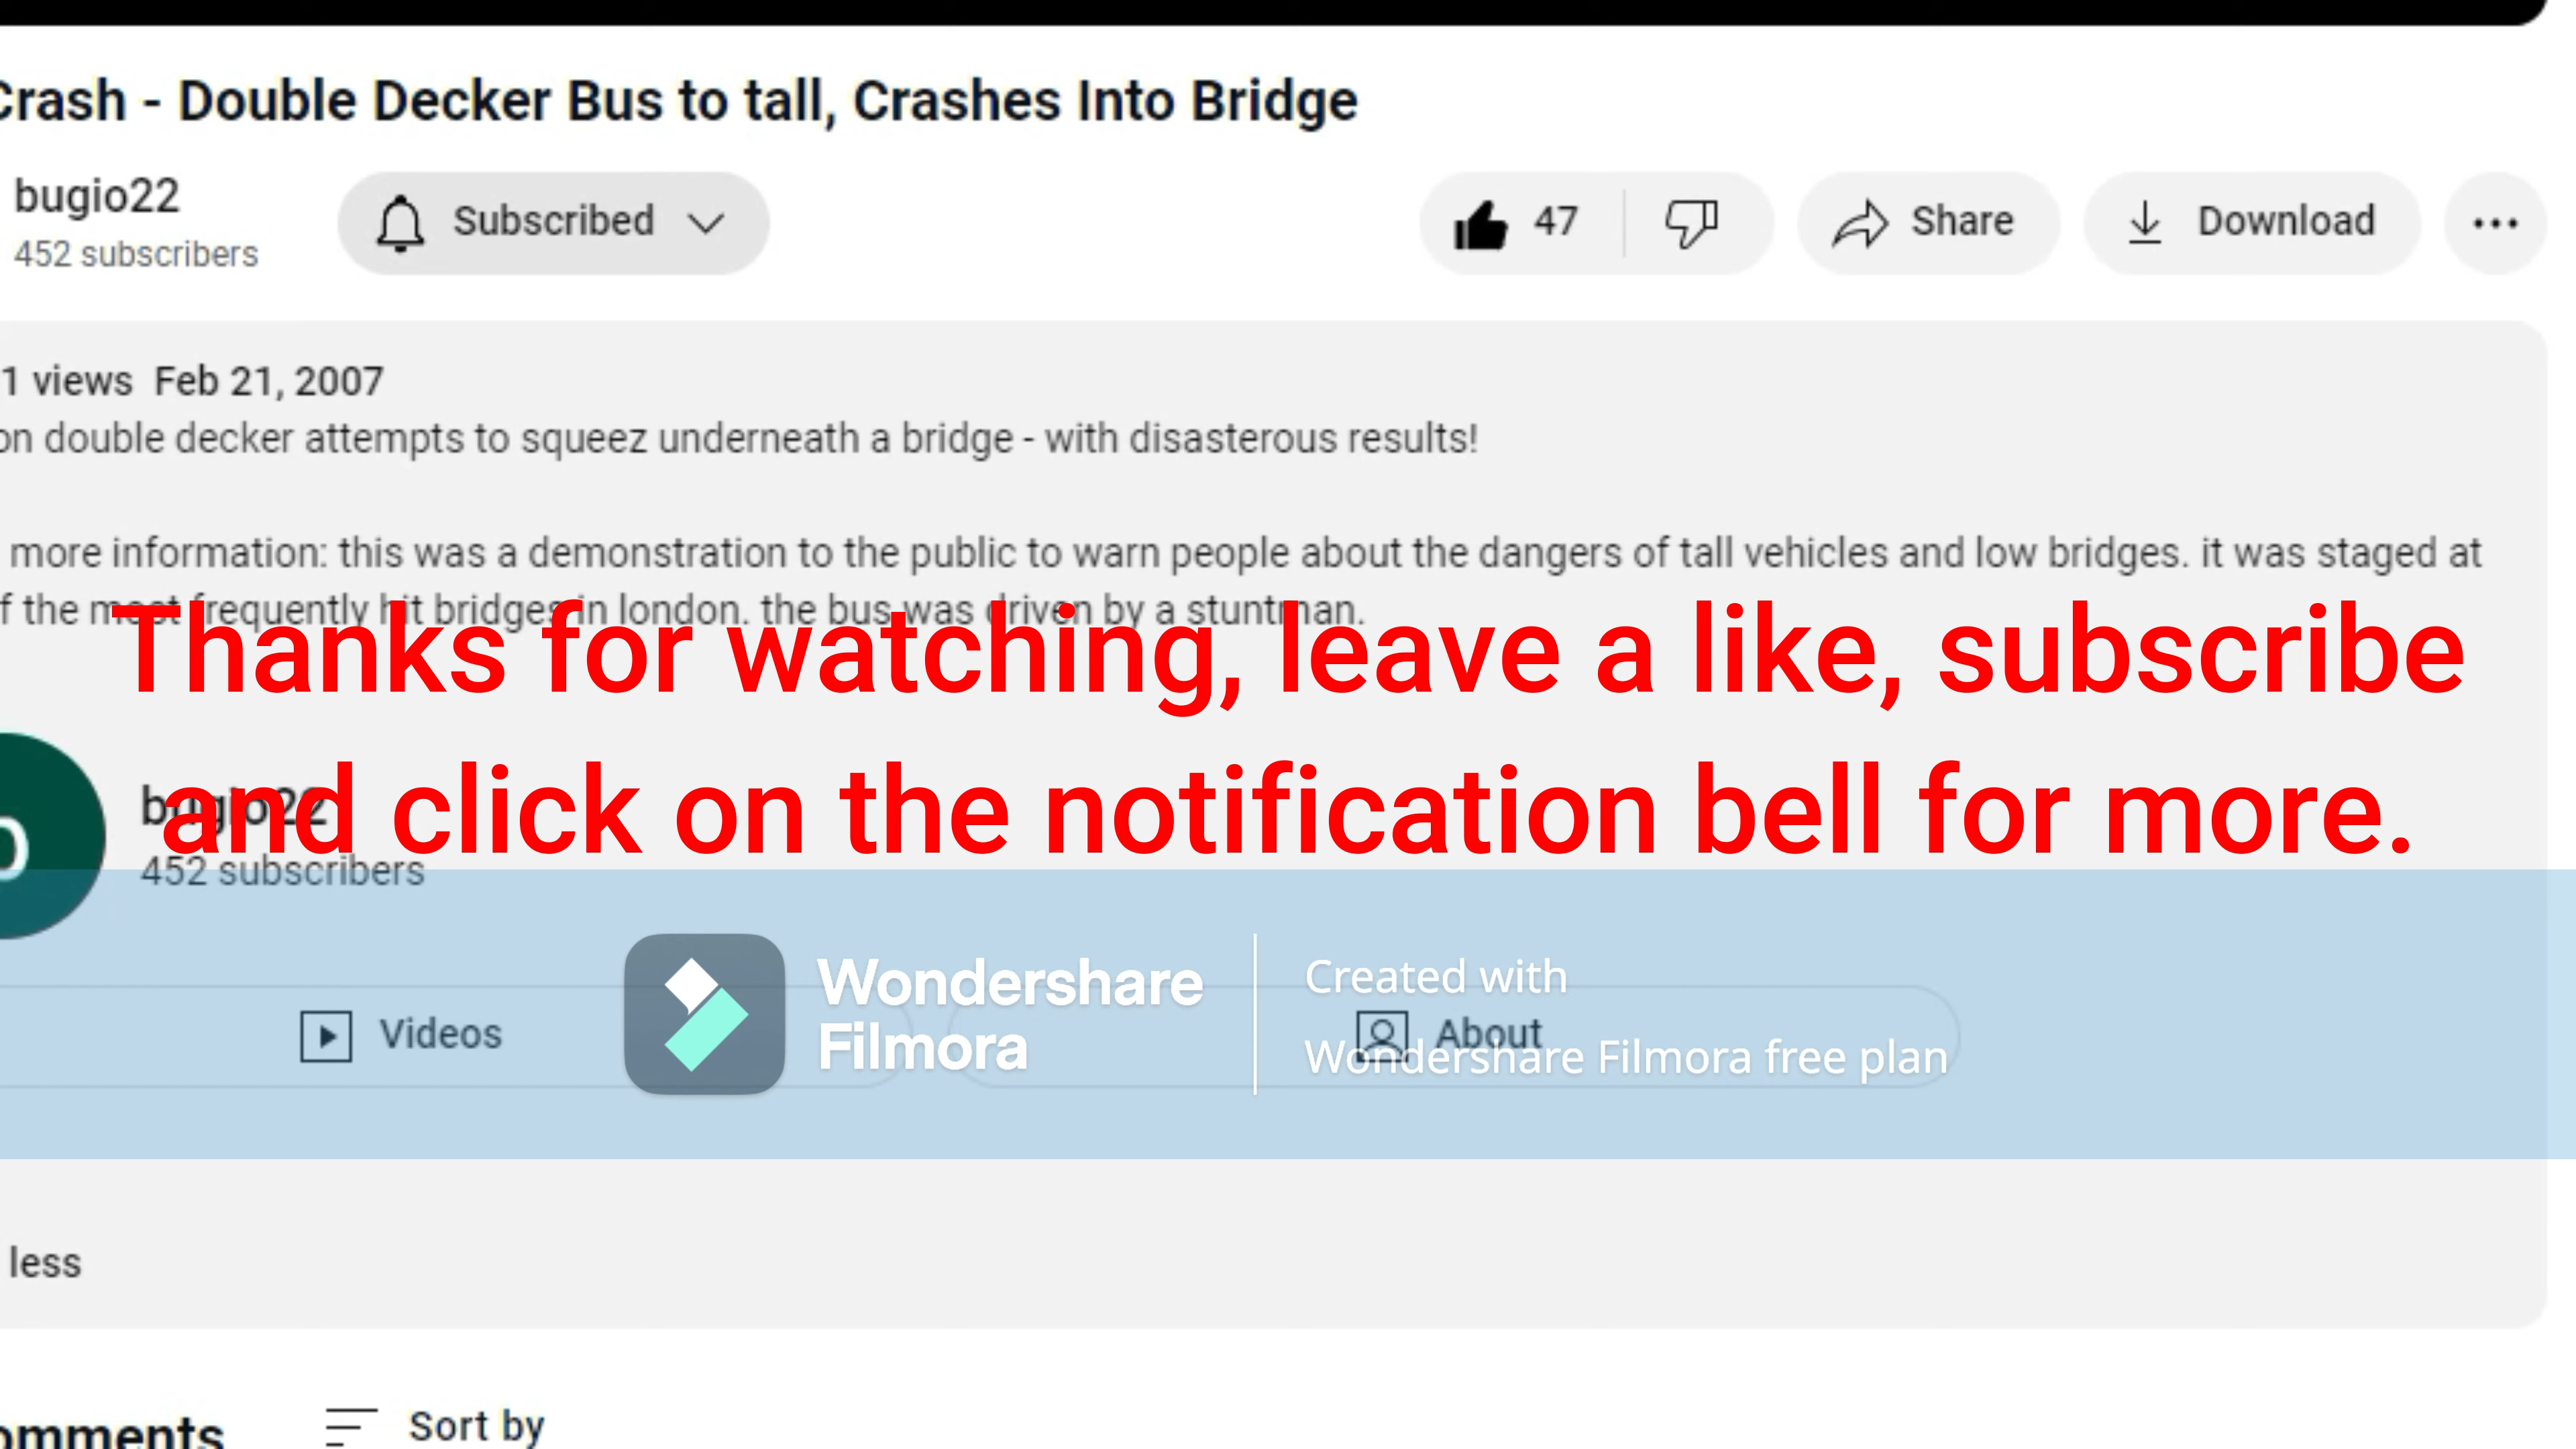 Crash - Double Decker Bus to tall, Crashes Into Bridge
bugio22
452 subscribers
Subscribed
47
Share
Download
1 views Feb 21, 2007
on double decker attempts to squeez underneath a bridge - with disasterous results!
more information: this was a demonstration to the public to warn people about the dangers of tall vehicles and low bridges. it was staged at
f the most frequently hit bridges in london. the bus was driven by a stuntman.
Thanks for watching, leave a like, subscribe
and click on the notification bell for more.
bugio22
452 subscribers
Videos
About
Wondershare
Filmora
Created with
Wondershare Filmora free plan
less
omments
Sort by